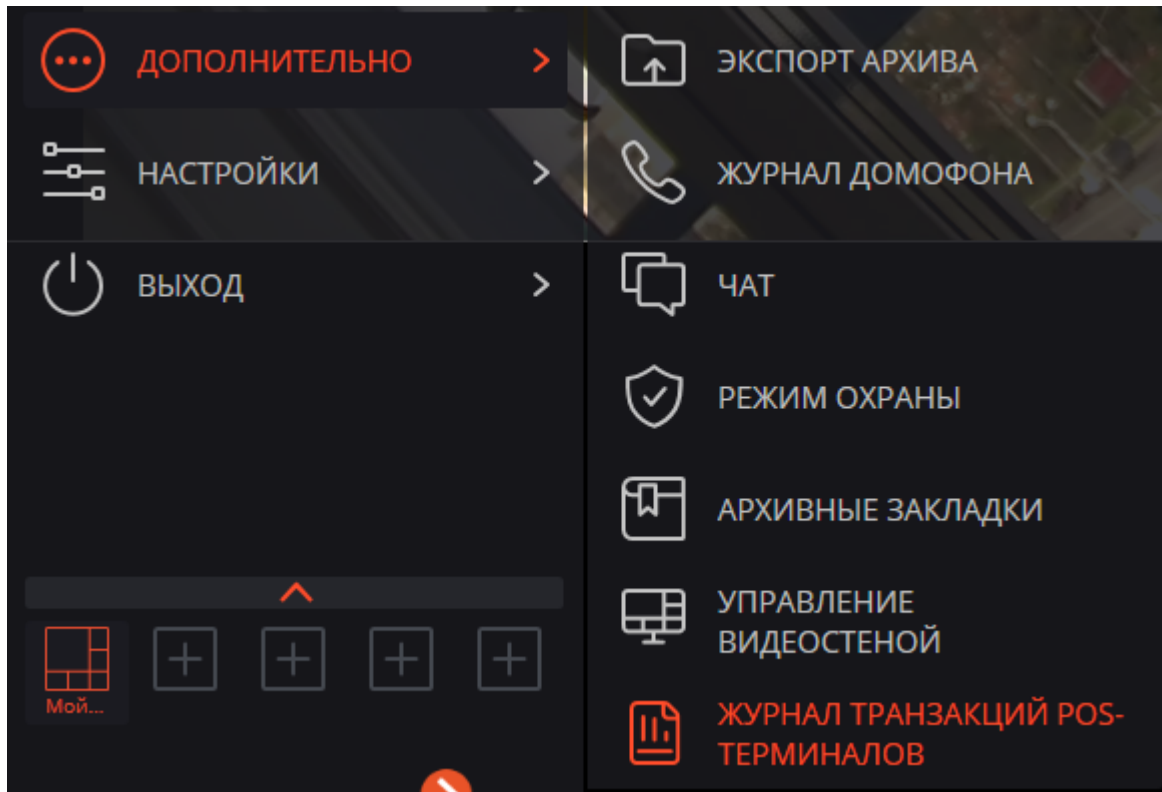 ДОПОЛНИТЕЛЬНО
НАСТРОЙКИ
ВЫХОД
Мой...
ЭКСПОРТ АРХИВА
ЖУРНАЛ ДОМОФОНА
ЧАТ
РЕЖИМ ОХРАНЫ
АРХИВНЫЕ ЗАКЛАДКИ
УПРАВЛЕНИЕ
ВИДЕОСТЕНОЙ
ЖУРНАЛ ТРАНЗАКЦИЙ POS-
ТЕРМИНАЛОВ